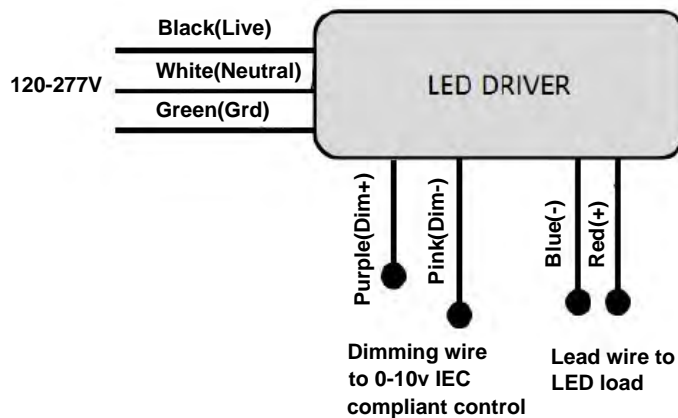 Black(Live)
White(Neutral)
120-277V
Green(Grd)
LED DRIVER
Purple(Dim+)
Pink(Dim-)
Blue(-)
Red(+)
Dimming wire
to 0-10v IEC
compliant control
Lead wire to
LED load